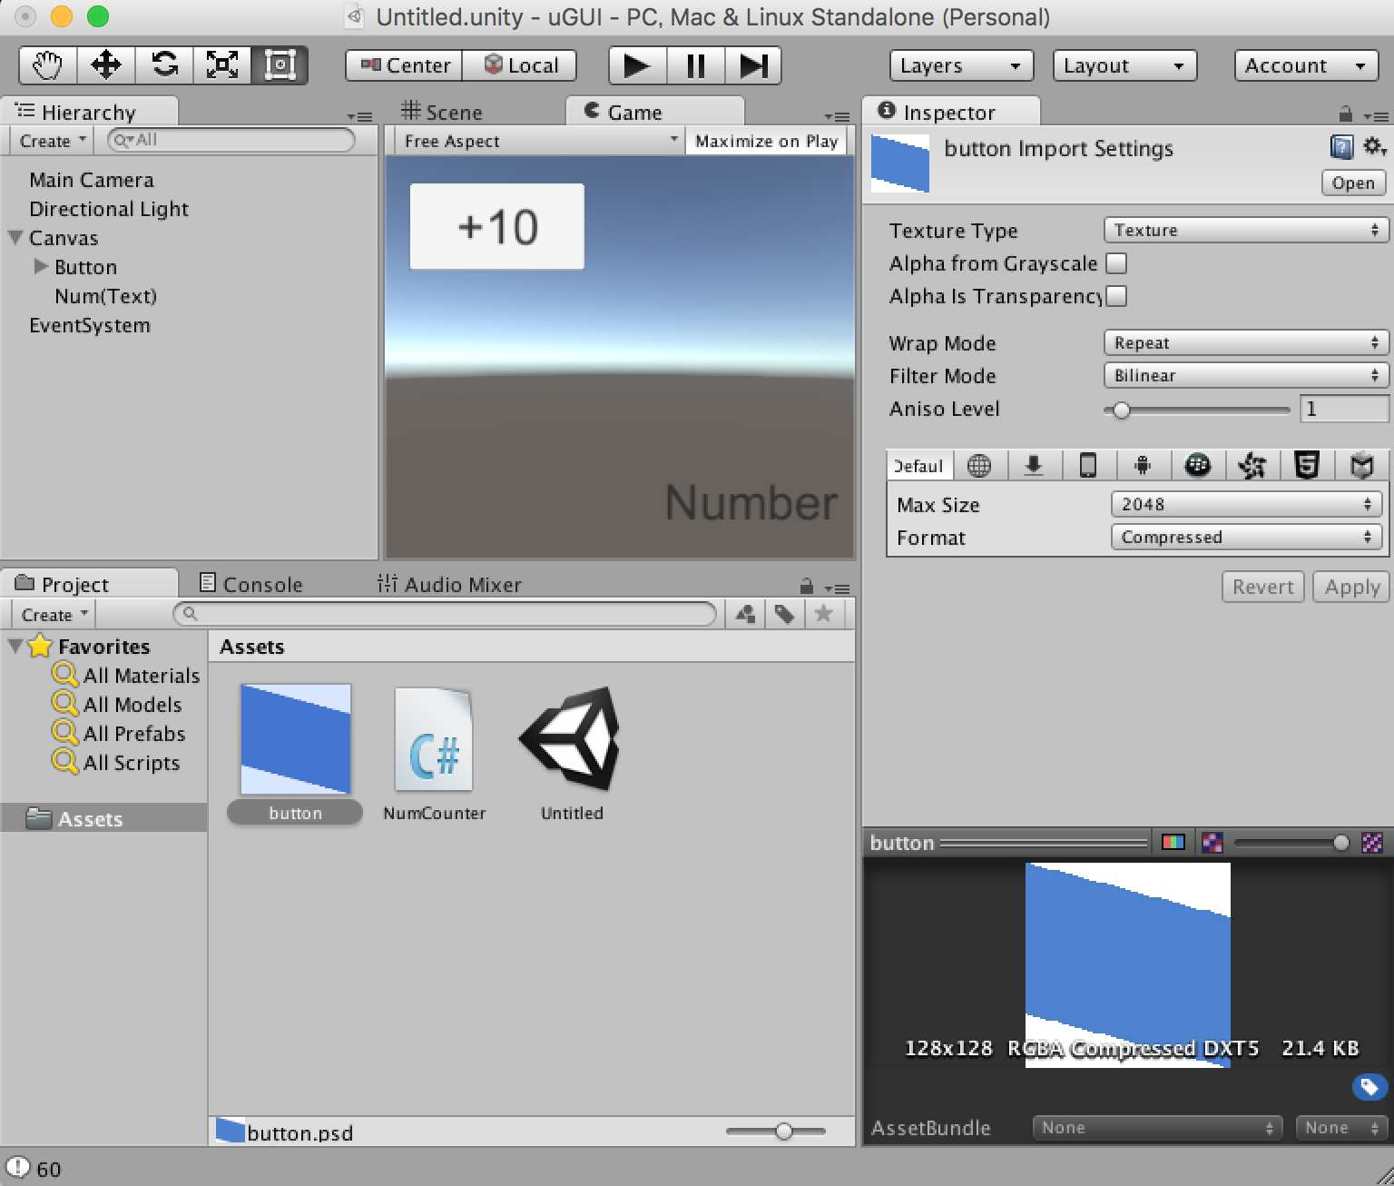 Untitled.unity - uGUI - PC, Mac & Linux Standalone (Personal)
Center Local Layers Layout Account
Hierarchy
Create All
Main Camera
Directional Light
Canvas
Button
Num(Text)
EventSystem
Scene Game
Free Aspect Maximize on Play
+10
Number
Inspector
button Import Settings
Open
Texture Type Texture
Alpha from Grayscale
Alpha Is Transparency
Wrap Mode Repeat
Filter Mode Bilinear
Aniso Level 1
Defaul
Max Size 2048
Format Compressed
Revert Apply
Project Console Audio Mixer
Create
Favorites
All Materials
All Models
All Prefabs
All Scripts
Assets
Assets
C#
button NumCounter Untitled
button.psd
button
128x128 RGBA Compressed DXT5 21.4 KB
AssetBundle None None
60